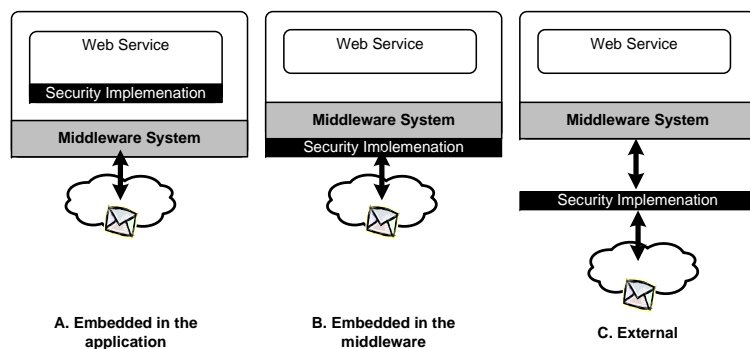 Web Service
Security Implemenation
Middleware System
A. Embedded in the
application
Web Service
Middleware System
Security Implemenation
B. Embedded in the
middleware
Web Service
Middleware System
Security Implemenation
C. External